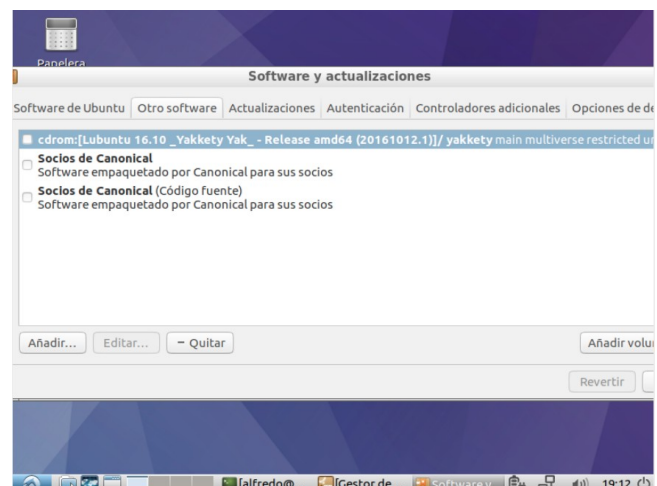 Papelera
Software y actualizaciones
Software de Ubuntu Otro software Actualizaciones Autenticación Controladores adicionales Opciones de de
cdrom:[Lubuntu 16.10 _Yakkety Yak_ - Release amd64 (20161012.1)]/ yakkety main multiverse restricted un
Socios de Canonical
Software empaquetado por Canonical para sus socios
Socios de Canonical (Código fuente)
Software empaquetado por Canonical para sus socios
Añadir... Editar... − Quitar Añadir volu
Revertir
[alfredo@ [Gestor de Software y 19:12